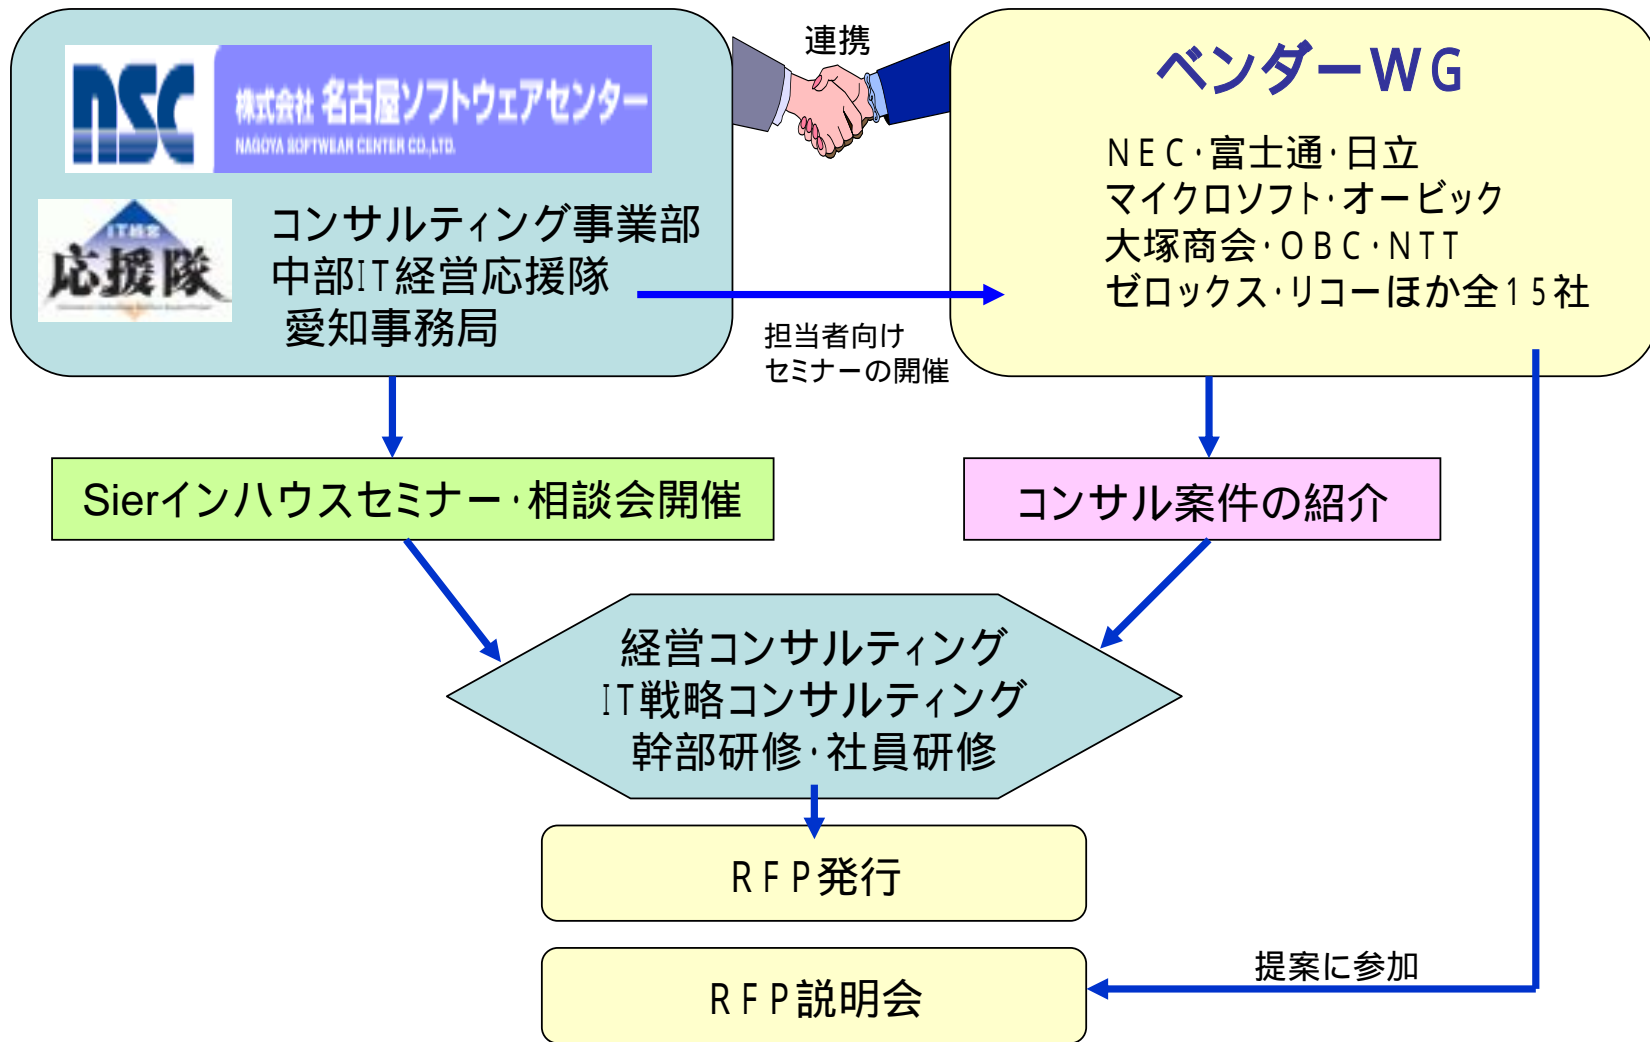 連携
nsc
株式会社 名古屋ソフトウェアセンター
NAGOYA SOFTWEAR CENTER CO.,LTD.
IT経営
応援隊
コンサルティング事業部
中部IT経営応援隊
愛知事務局
ベンダーWG
NEC・富士通・日立
マイクロソフト・オービック
大塚商会・OBC・NTT
ゼロックス・リコーほか全15社
担当者向け
セミナーの開催
Sierインハウスセミナー・相談会開催
コンサル案件の紹介
経営コンサルティング
IT戦略コンサルティング
幹部研修・社員研修
RFP発行
提案に参加
RFP説明会